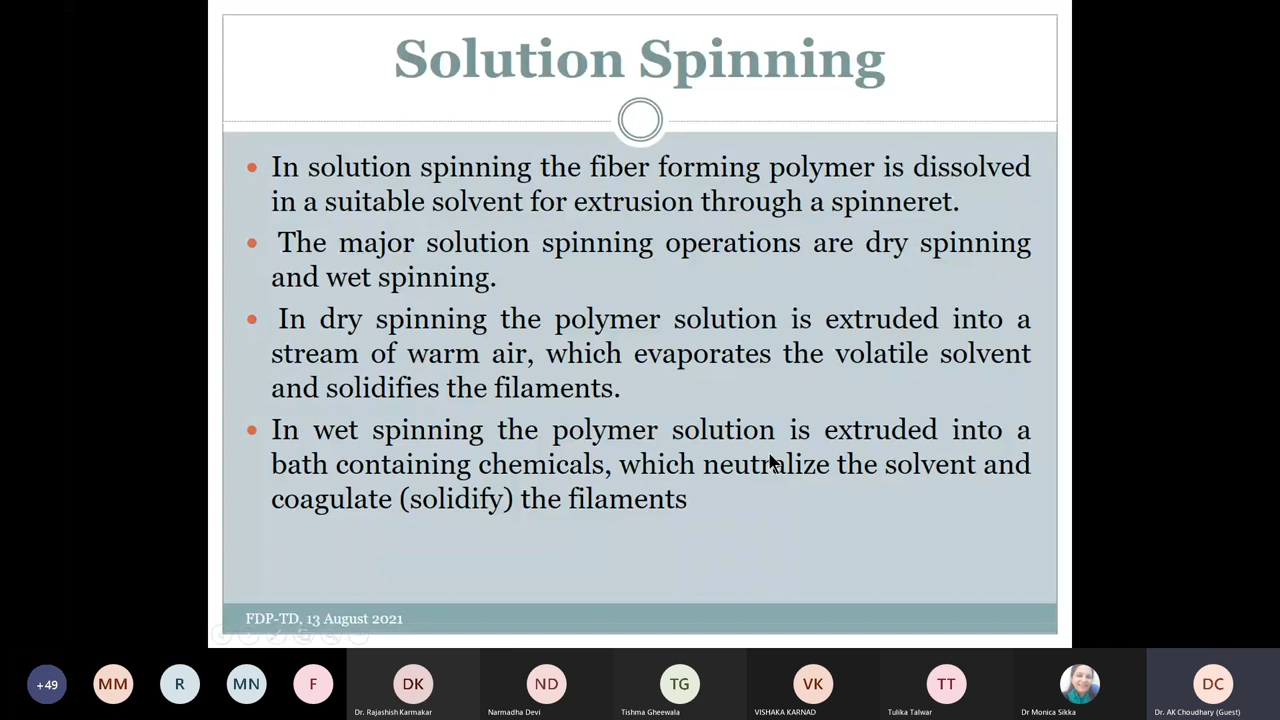 Solution Spinning
In solution spinning the fiber forming polymer is dissolved
in a suitable solvent for extrusion through a spinneret.
The major solution spinning operations are dry spinning
and wet spinning.
In dry spinning the polymer solution is extruded into a
stream of warm air, which evaporates the volatile solvent
and solidifies the filaments.
In wet spinning the polymer solution is extruded into a
bath containing chemicals, which neutralize the solvent and
coagulate (solidify) the filaments
FDP-TD, 13 August 2021
+49 MM R MN F DK ND TG VK TT DC
Dr. Rajashish Karmakar Narmadha Devi Tishma Gheewala VISHAKA KARNAD Tulika Talwar Dr Monica Sikka Dr. AK Choudhary (Guest)